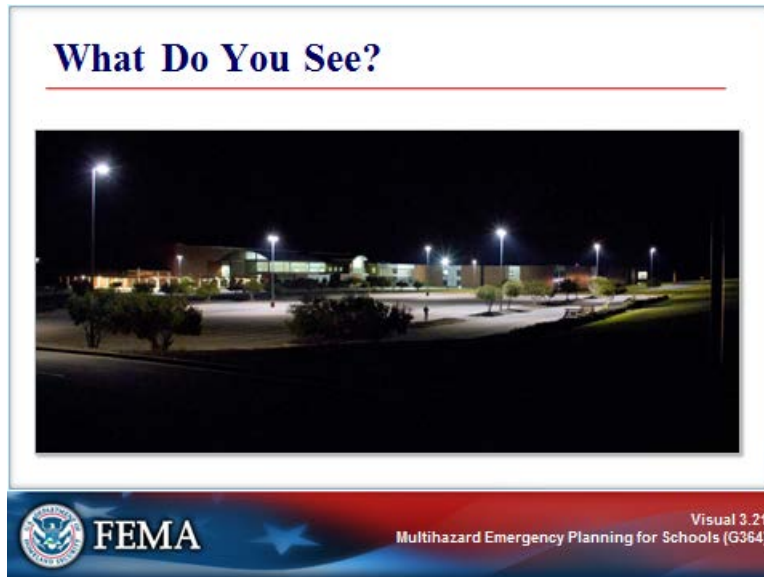 What Do You See?
FEMA
Visual 3.21
Multihazard Emergency Planning for Schools (G364)